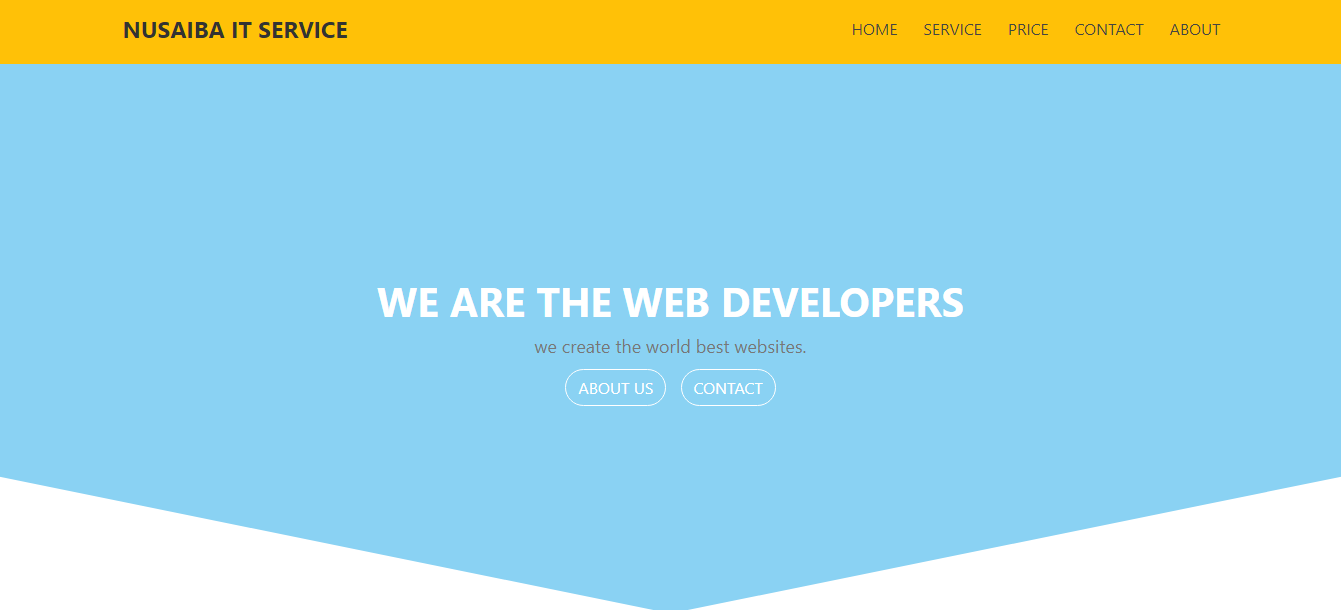 NUSAIBA IT SERVICE HOME SERVICE PRICE CONTACT ABOUT
WE ARE THE WEB DEVELOPERS
we create the world best websites.
ABOUT US CONTACT